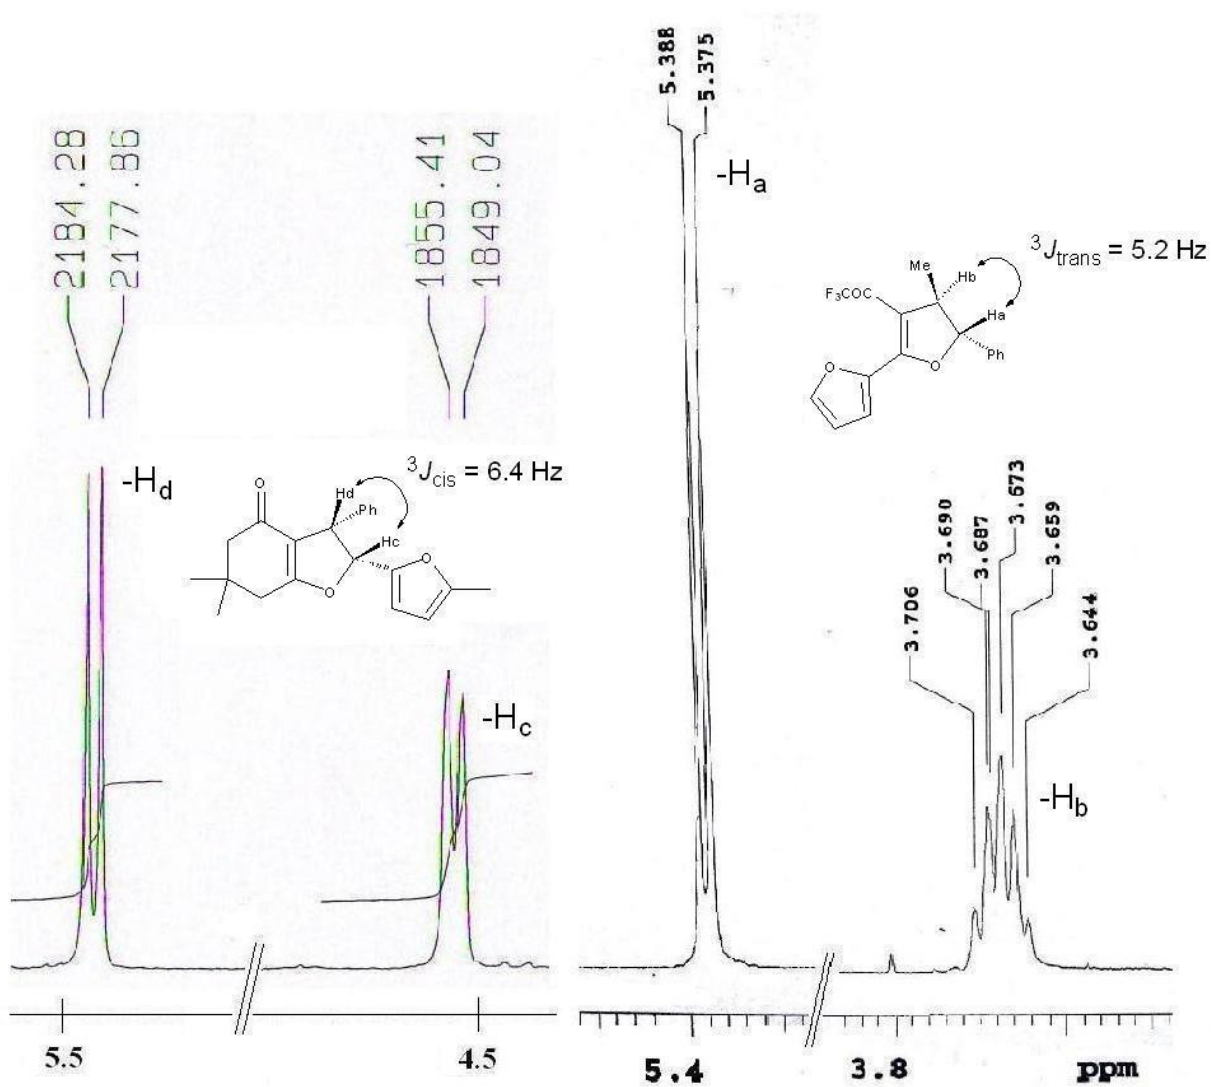 2184.28
2177.86
1855.41
1849.04
-Hd
³Jcis = 6.4 Hz
O
Hd
Ph
Hc
O
O
-Hc
5.5
4.5
5.388
5.375
-Ha
³Jtrans = 5.2 Hz
Me
Hb
F₃COC
Ha
O
O
Ph
3.706
3.690
3.687
3.673
3.659
3.644
-Hb
5.4
3.8
ppm